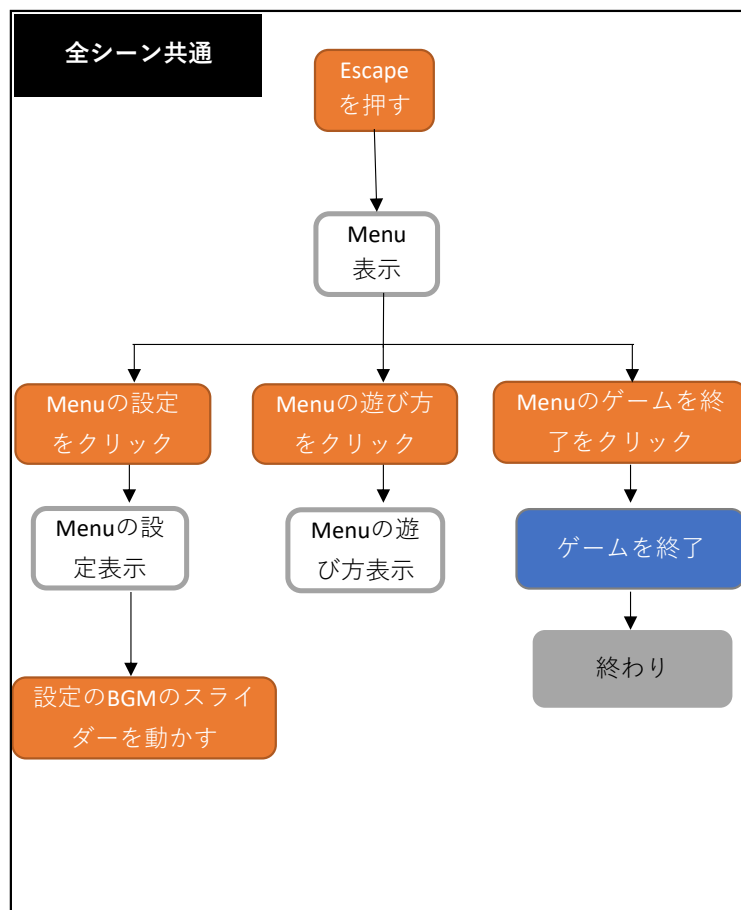 全シーン共通
Escape
を押す
Menu
表示
Menuの設定
をクリック
Menuの遊び方
をクリック
Menuのゲームを終
了をクリック
Menuの設
定表示
Menuの遊
び方表示
ゲームを終了
終わり
設定のBGMのスライ
ダーを動かす